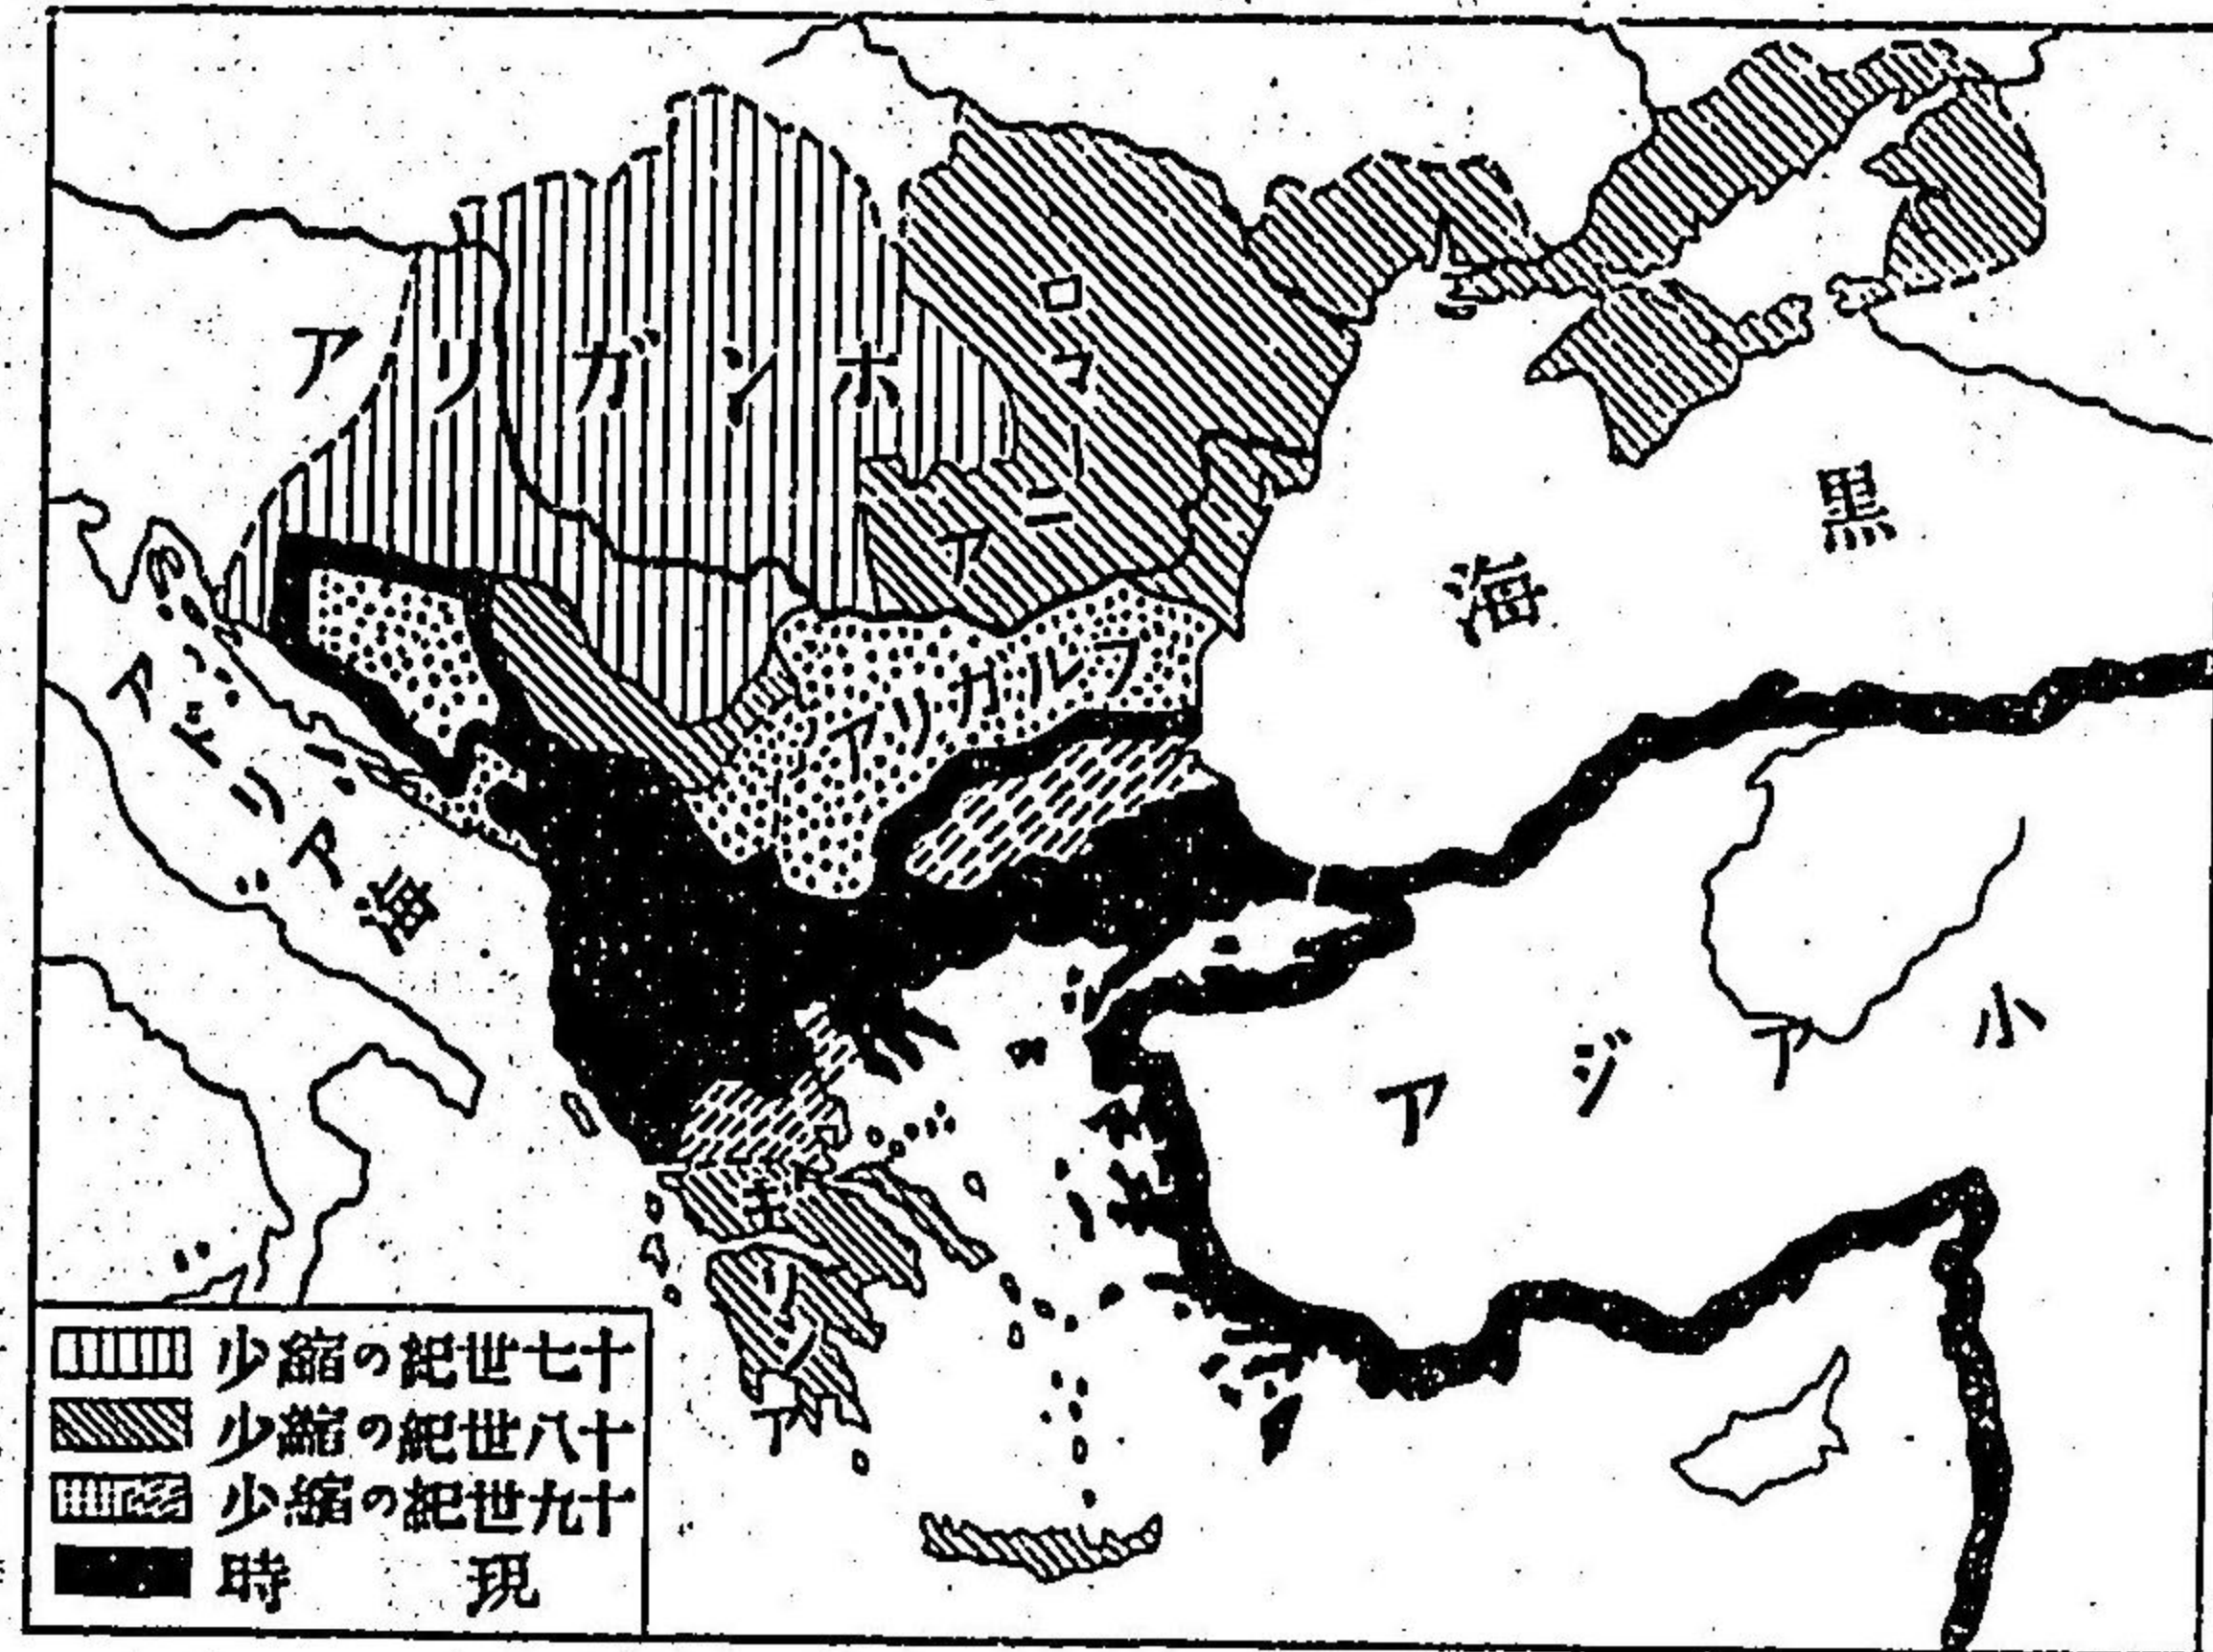 ホンガリア
ロマーニア
ブルガリア
黒海
アドリア海
小アジア
ギリシア
十七世紀の縮少
十八世紀の縮少
十九世紀の縮少
現時